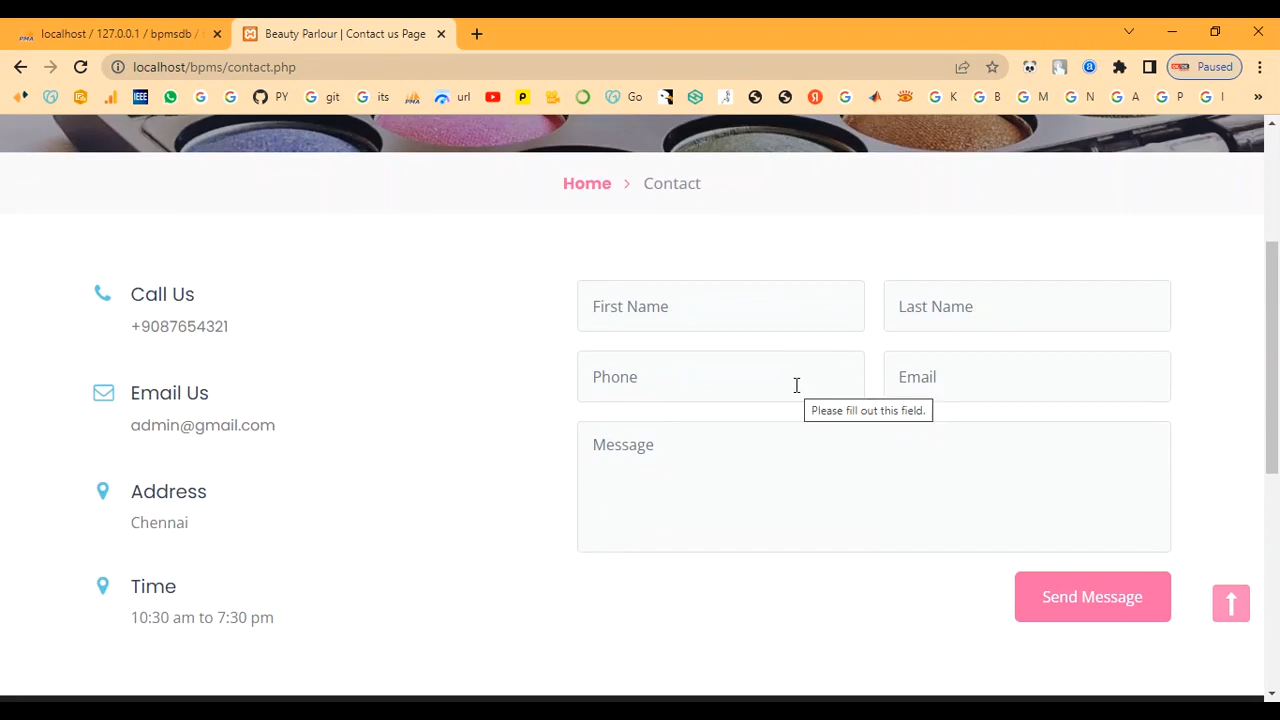 localhost / 127.0.0.1 / bpmsdb /
Beauty Parlour | Contact us Page
localhost/bpms/contact.php
Paused
IEEE
PY
git
its
PMA
url
Go
K
B
M
N
A
P
I
Home > Contact
Call Us
+9087654321
Email Us
admin@gmail.com
Address
Chennai
Time
10:30 am to 7:30 pm
First Name
Last Name
Phone
Email
Please fill out this field.
Message
Send Message